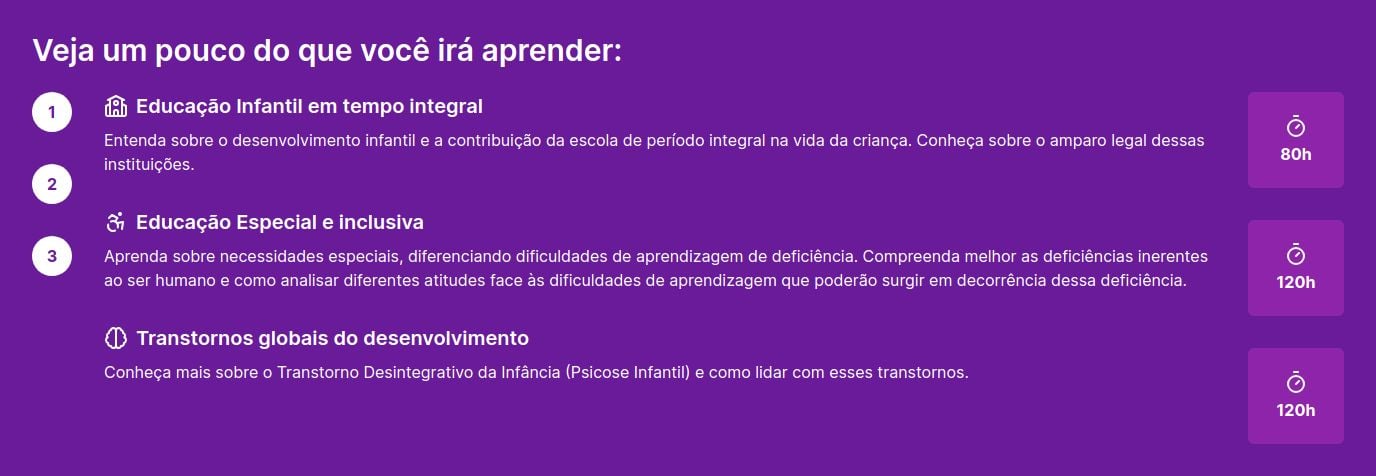 Veja um pouco do que você irá aprender:
1
Educação Infantil em tempo integral
Entenda sobre o desenvolvimento infantil e a contribuição da escola de período integral na vida da criança. Conheça sobre o amparo legal dessas
instituições.
80h
2
Educação Especial e inclusiva
Aprenda sobre necessidades especiais, diferenciando dificuldades de aprendizagem de deficiência. Compreenda melhor as deficiências inerentes
ao ser humano e como analisar diferentes atitudes face às dificuldades de aprendizagem que poderão surgir em decorrência dessa deficiência.
120h
3
Transtornos globais do desenvolvimento
Conheça mais sobre o Transtorno Desintegrativo da Infância (Psicose Infantil) e como lidar com esses transtornos.
120h